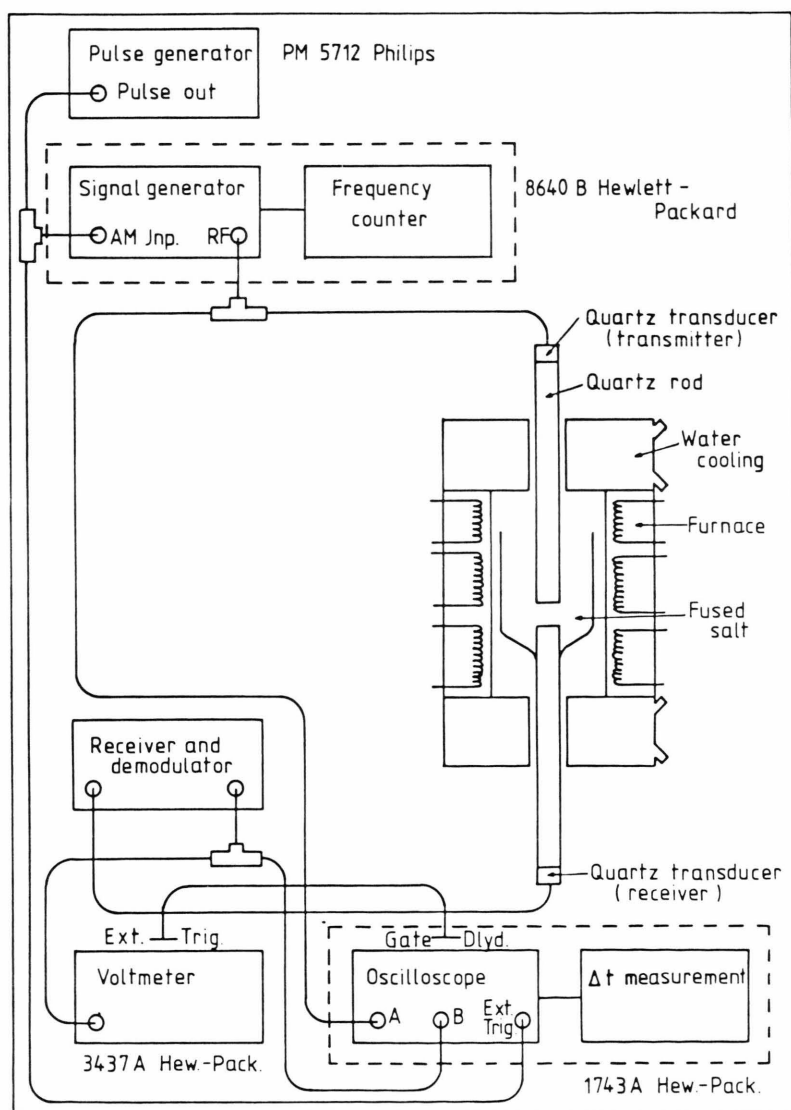 Pulse generator
PM 5712 Philips
Pulse out
Signal generator
Frequency
counter
8640 B Hewlett-
Packard
AM Jnp.
RF
Quartz transducer
(transmitter)
Quartz rod
Water
cooling
Furnace
Fused
salt
Receiver and
demodulator
Quartz transducer
(receiver)
Ext. Trig.
Gate Dlyd.
Voltmeter
Oscilloscope
Δt measurement
A
B
Ext.
Trig
3437A Hew.-Pack.
1743A Hew.-Pack.